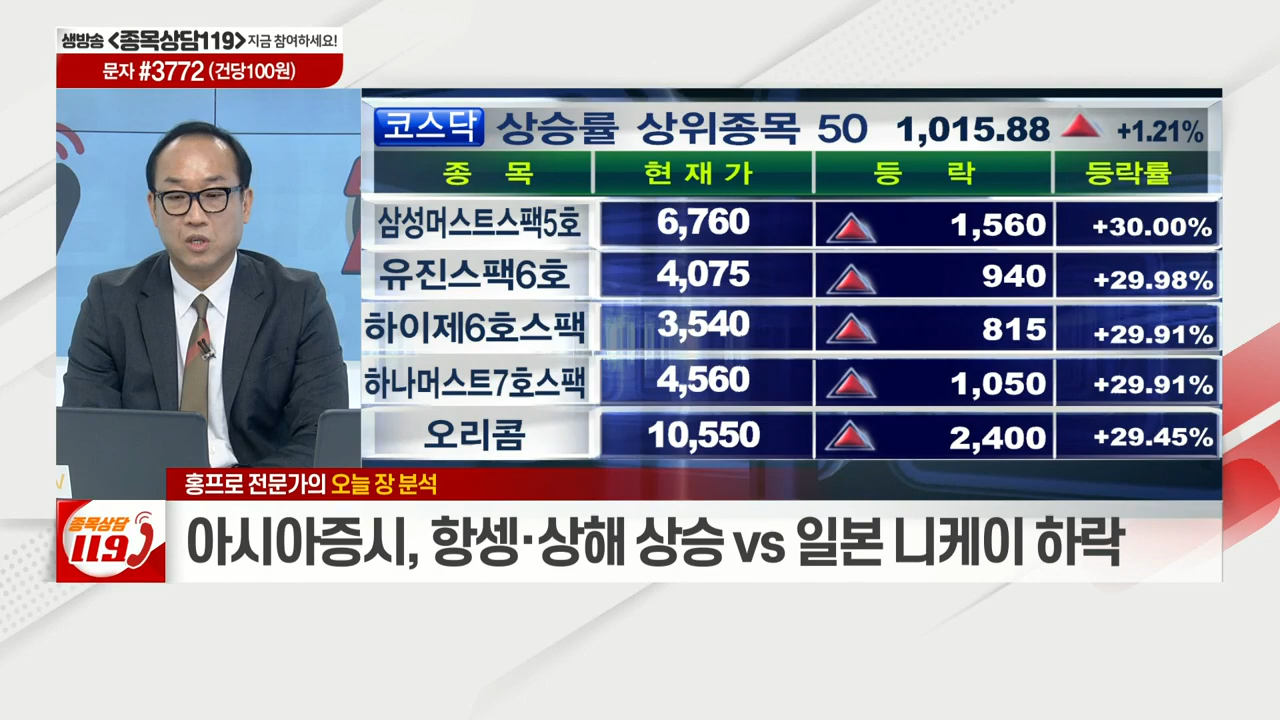 생방송 <종목상담119> 지금 참여하세요!
문자 #3772 (건당100원)
코스닥 상승률 상위종목 50 1,015.88 ▲ +1.21%
종 목 현 재 가 등 락 등락률
삼성머스트스팩5호 6,760 ▲ 1,560 +30.00%
유진스팩6호 4,075 ▲ 940 +29.98%
하이제6호스팩 3,540 ▲ 815 +29.91%
하나머스트7호스팩 4,560 ▲ 1,050 +29.91%
오리콤 10,550 ▲ 2,400 +29.45%
홍프로 전문가의 오늘 장 분석
종목상담
119
아시아증시, 항셍·상해 상승 vs 일본 니케이 하락